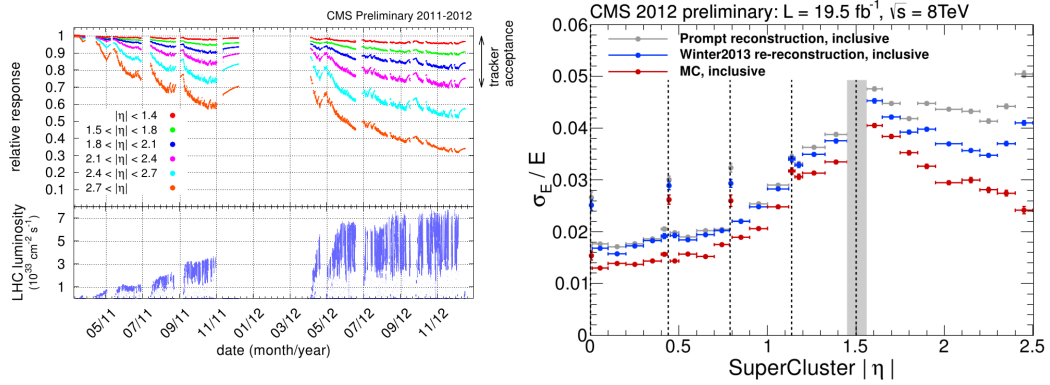 CMS Preliminary 2011-2012
relative response
1
0.9
0.8
0.7
0.6
0.5
0.4
0.3
0.2
0.1
tracker
acceptance
|η| < 1.4
1.5 < |η| < 1.8
1.8 < |η| < 2.1
2.1 < |η| < 2.4
2.4 < |η| < 2.7
2.7 < |η|
LHC luminosity
(10³³ cm⁻² s⁻¹)
7
5
3
1
05/11 07/11 09/11 11/11 01/12 03/12 05/12 07/12 09/12 11/12
date (month/year)
CMS 2012 preliminary: L = 19.5 fb⁻¹, √s = 8TeV
Prompt reconstruction, inclusive
Winter2013 re-reconstruction, inclusive
MC, inclusive
σE / E
0.06
0.05
0.04
0.03
0.02
0.01
0
0 0.5 1 1.5 2 2.5
SuperCluster |η|